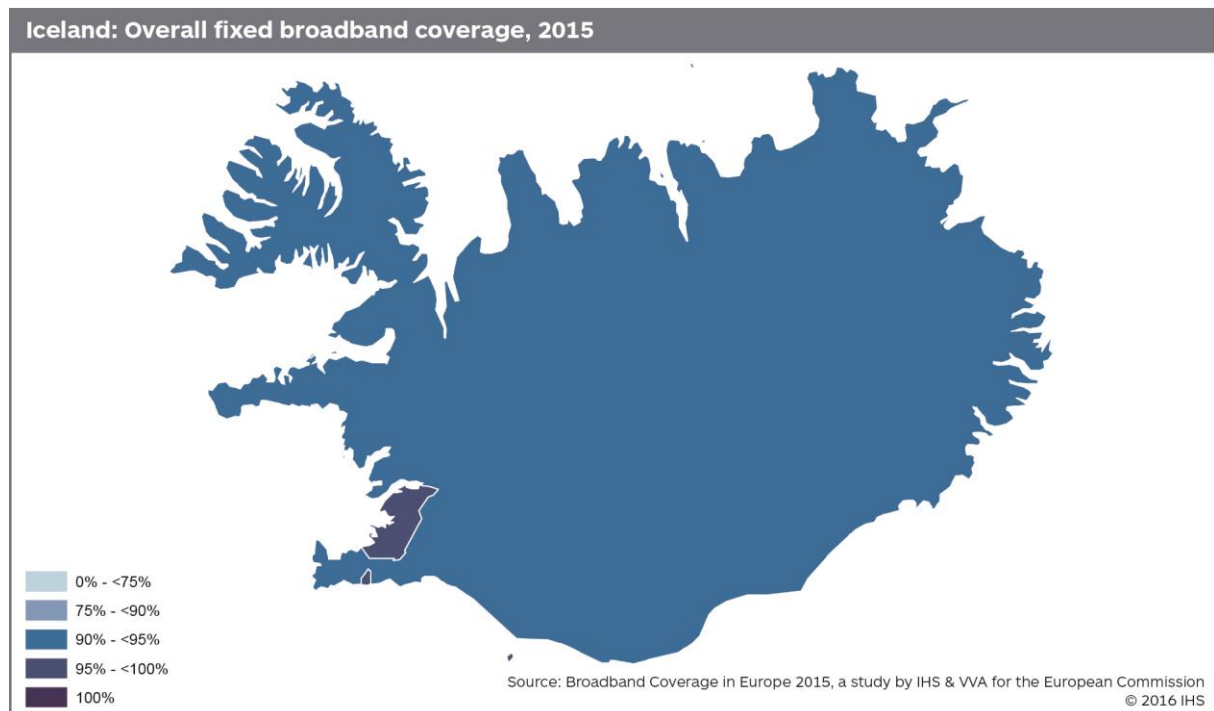 Iceland: Overall fixed broadband coverage, 2015
0% - <75%
75% - <90%
90% - <95%
95% - <100%
100%
Source: Broadband Coverage in Europe 2015, a study by IHS & VVA for the European Commission
© 2016 IHS